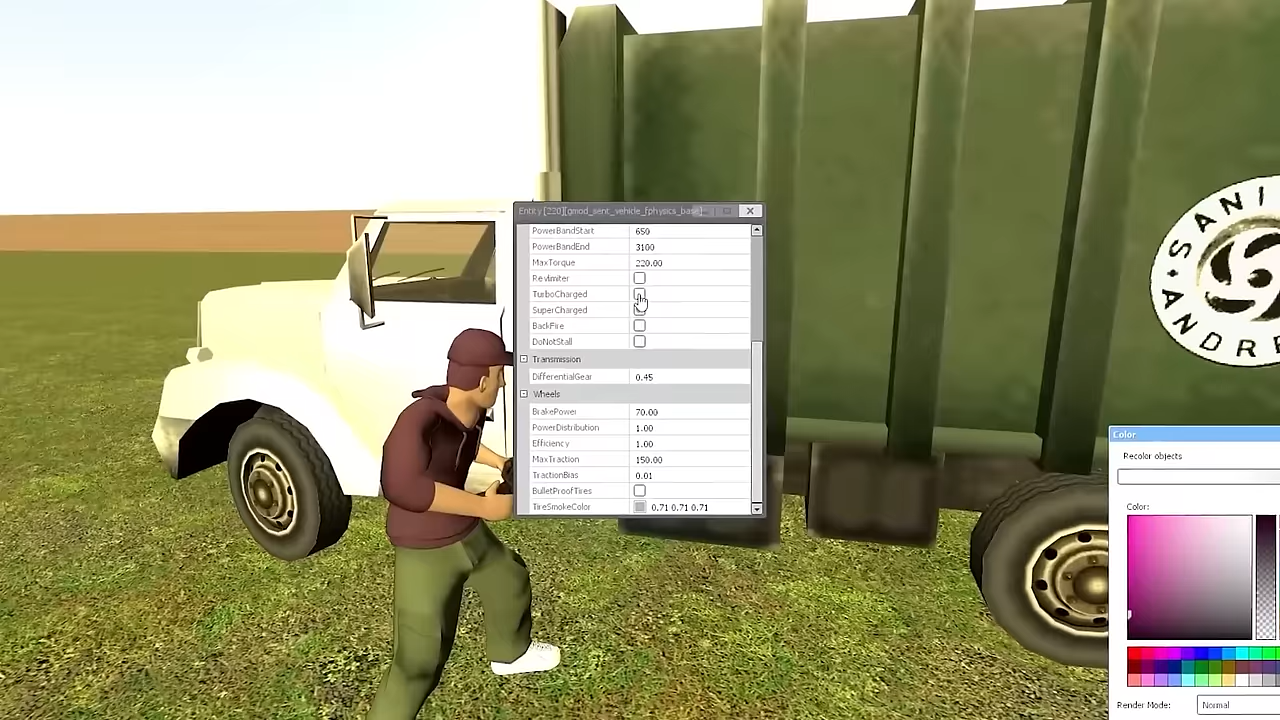 Entity [220][gmod_sent_vehicle_fphysics_base]
PowerBandStart 650
PowerBandEnd 3100
MaxTorque 220.00
Revlimiter
TurboCharged
SuperCharged
BackFire
DoNotStall
Transmission
DifferentialGear 0.45
Wheels
BrakePower 70.00
PowerDistribution 1.00
Efficiency 1.00
MaxTraction 150.00
TractionBias 0.01
BulletProofTires
TireSmokeColor 0.71 0.71 0.71
SANI
ANDRE
Color
Recolor objects
Color:
Render Mode: Normal